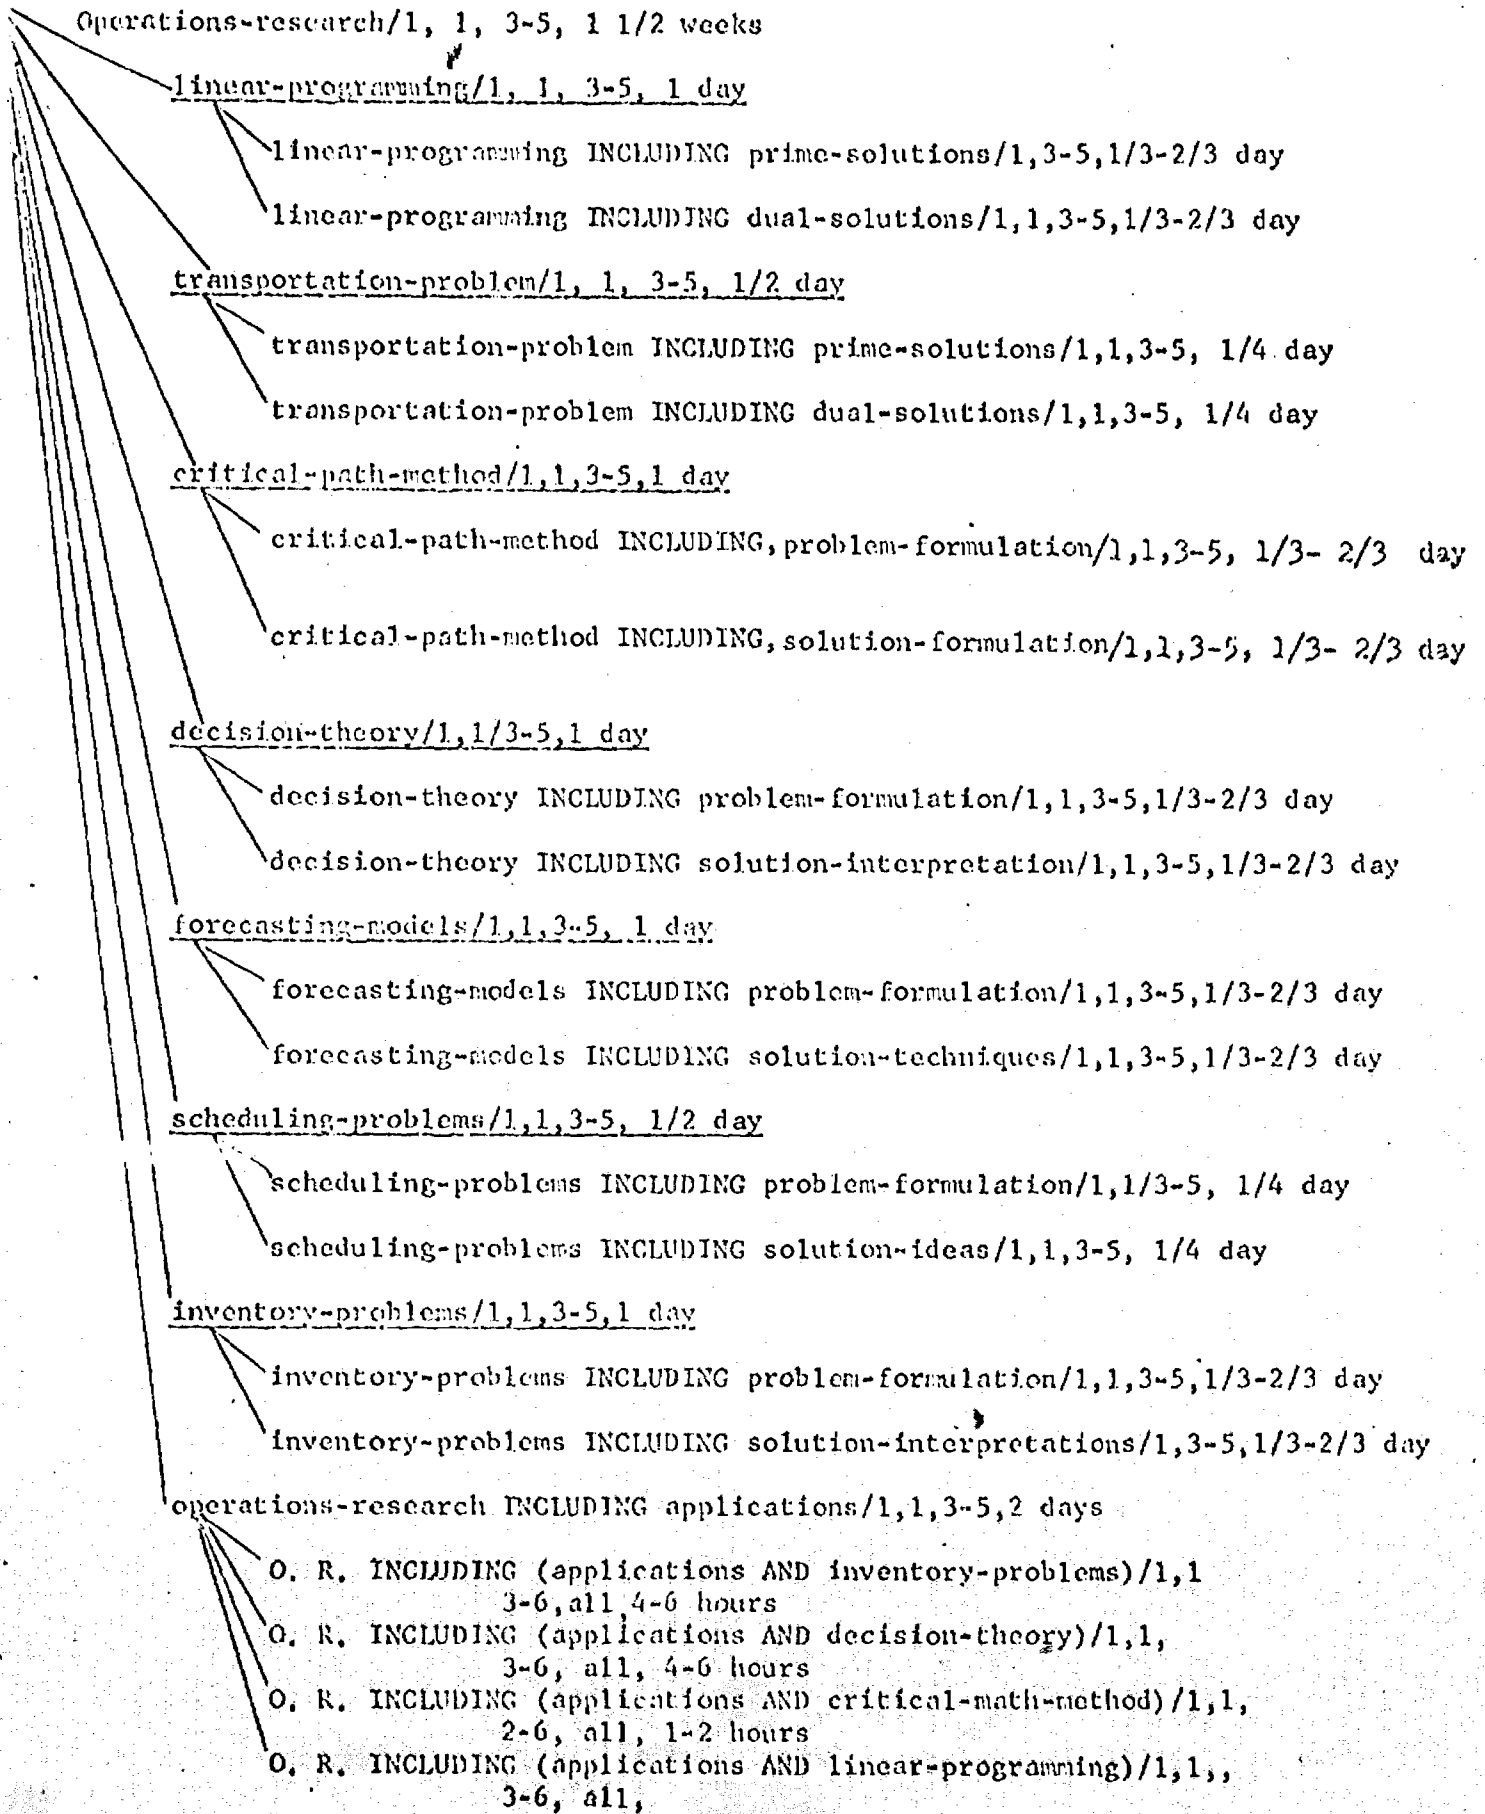 Operations-research/1, 1, 3-5, 1 1/2 weeks
linear-programming/1, 1, 3-5, 1 day
linear-programming INCLUDING prime-solutions/1,3-5,1/3-2/3 day
linear-programming INCLUDING dual-solutions/1,1,3-5,1/3-2/3 day
transportation-problem/1, 1, 3-5, 1/2 day
transportation-problem INCLUDING prime-solutions/1,1,3-5, 1/4 day
transportation-problem INCLUDING dual-solutions/1,1,3-5, 1/4 day
critical-path-method/1,1,3-5,1 day
critical-path-method INCLUDING,problem-formulation/1,1,3-5, 1/3- 2/3 day
critical-path-method INCLUDING,solution-formulation/1,1,3-5, 1/3- 2/3 day
decision-theory/1,1/3-5,1 day
decision-theory INCLUDING problem-formulation/1,1,3-5,1/3-2/3 day
decision-theory INCLUDING solution-interpretation/1,1,3-5,1/3-2/3 day
forecasting-models/1,1,3-5, 1 day
forecasting-models INCLUDING problem-formulation/1,1,3-5,1/3-2/3 day
forecasting-models INCLUDING solution-techniques/1,1,3-5,1/3-2/3 day
scheduling-problems/1,1,3-5, 1/2 day
scheduling-problems INCLUDING problem-formulation/1,1/3-5, 1/4 day
scheduling-problems INCLUDING solution-ideas/1,1,3-5, 1/4 day
inventory-problems/1,1,3-5,1 day
inventory-problems INCLUDING problem-formulation/1,1,3-5,1/3-2/3 day
inventory-problems INCLUDING solution-interpretations/1,3-5,1/3-2/3 day
operations-research INCLUDING applications/1,1,3-5,2 days
O. R. INCLUDING (applications AND inventory-problems)/1,1
3-6,all,4-6 hours
O. R. INCLUDING (applications AND decision-theory)/1,1,
3-6, all, 4-6 hours
O. R. INCLUDING (applications AND critical-math-method)/1,1,
2-6, all, 1-2 hours
O. R. INCLUDING (applications AND linear-programming)/1,1,,
3-6, all,